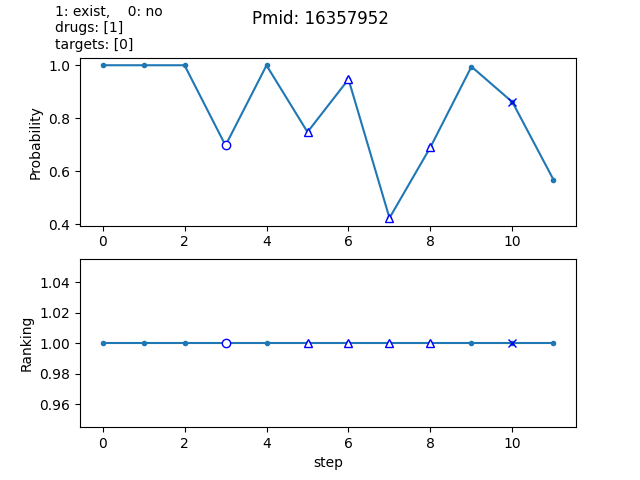 1: exist,    0: no
drugs: [1]
targets: [0]
Pmid: 16357952
1.0
0.8
0.6
0.4
Probability
0 2 4 6 8 10
1.04
1.02
1.00
0.98
0.96
Ranking
0 2 4 6 8 10
step